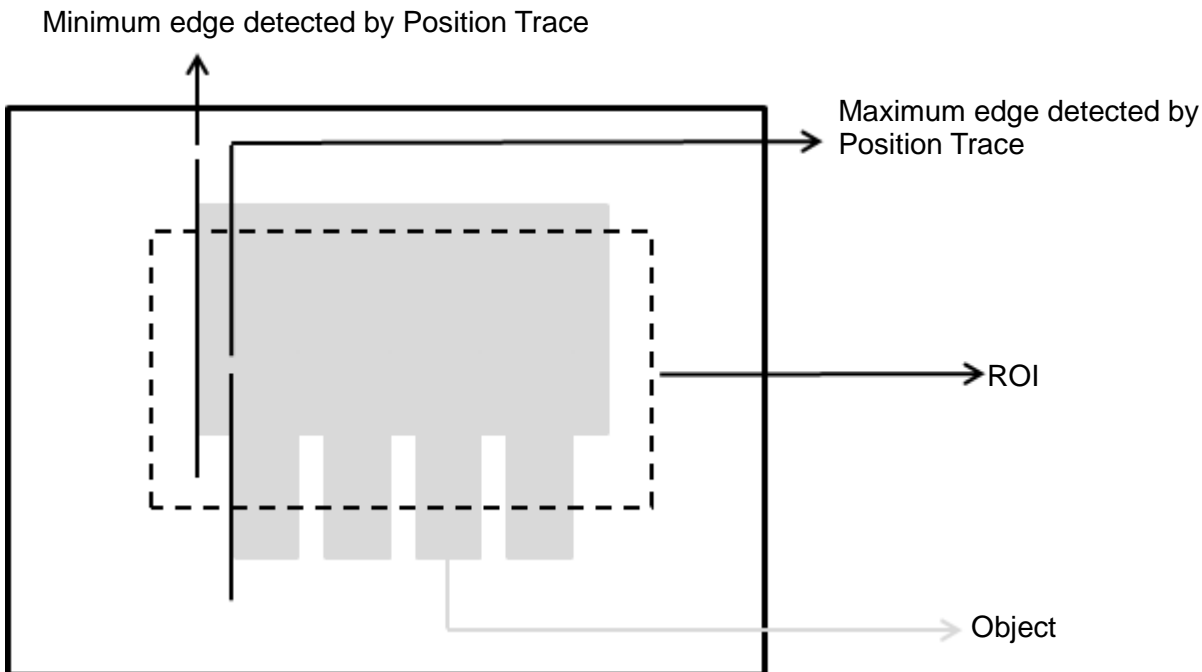 Minimum edge detected by Position Trace
Maximum edge detected by
Position Trace
ROI
Object